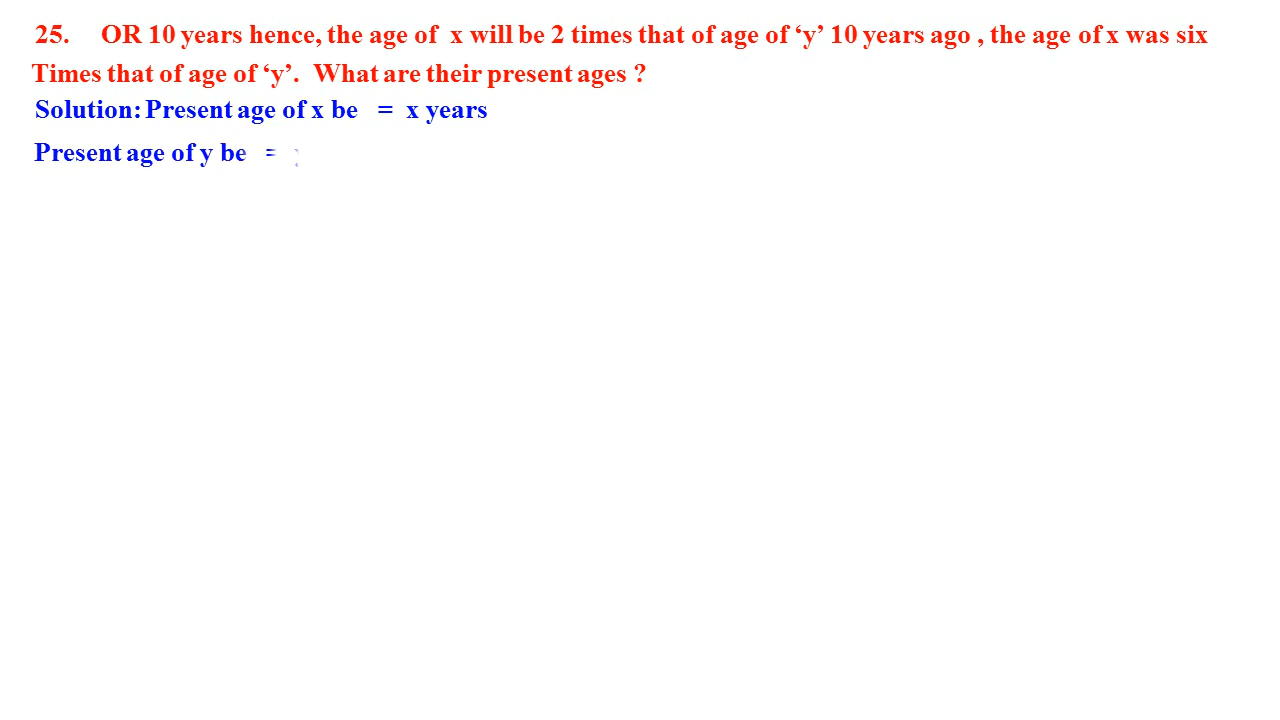 25. OR 10 years hence, the age of x will be 2 times that of age of ‘y’ 10 years ago , the age of x was six
Times that of age of ‘y’. What are their present ages ?
Solution: Present age of x be = x years
Present age of y be =